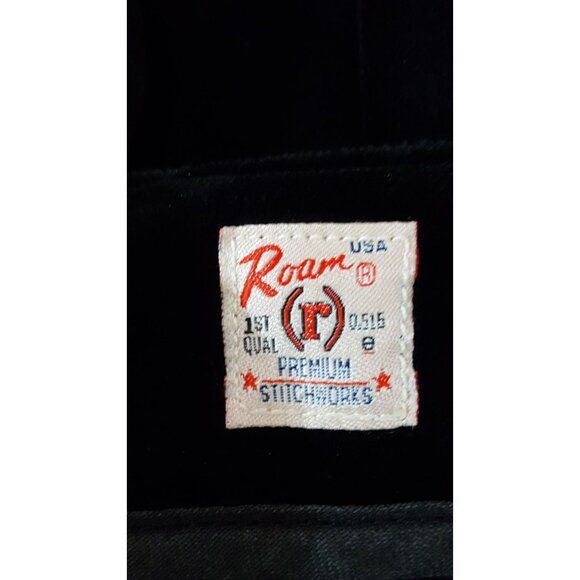 USA
Roam ®
1ST (r) 0.515
QUAL e
PREMIUM
STITCHWORKS